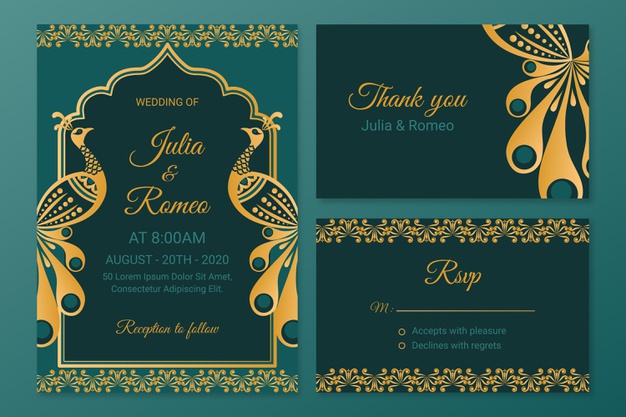 WEDDING OF
Julia
&
Romeo
AT 8:00AM
AUGUST - 20TH - 2020
50 Lorem Ipsum Dolor Sit Amet,
Consectetur Adipiscing Elit.
Reception to follow
Thank you
Julia & Romeo
Rsvp
M.:
Accepts with pleasure
Declines with regrets